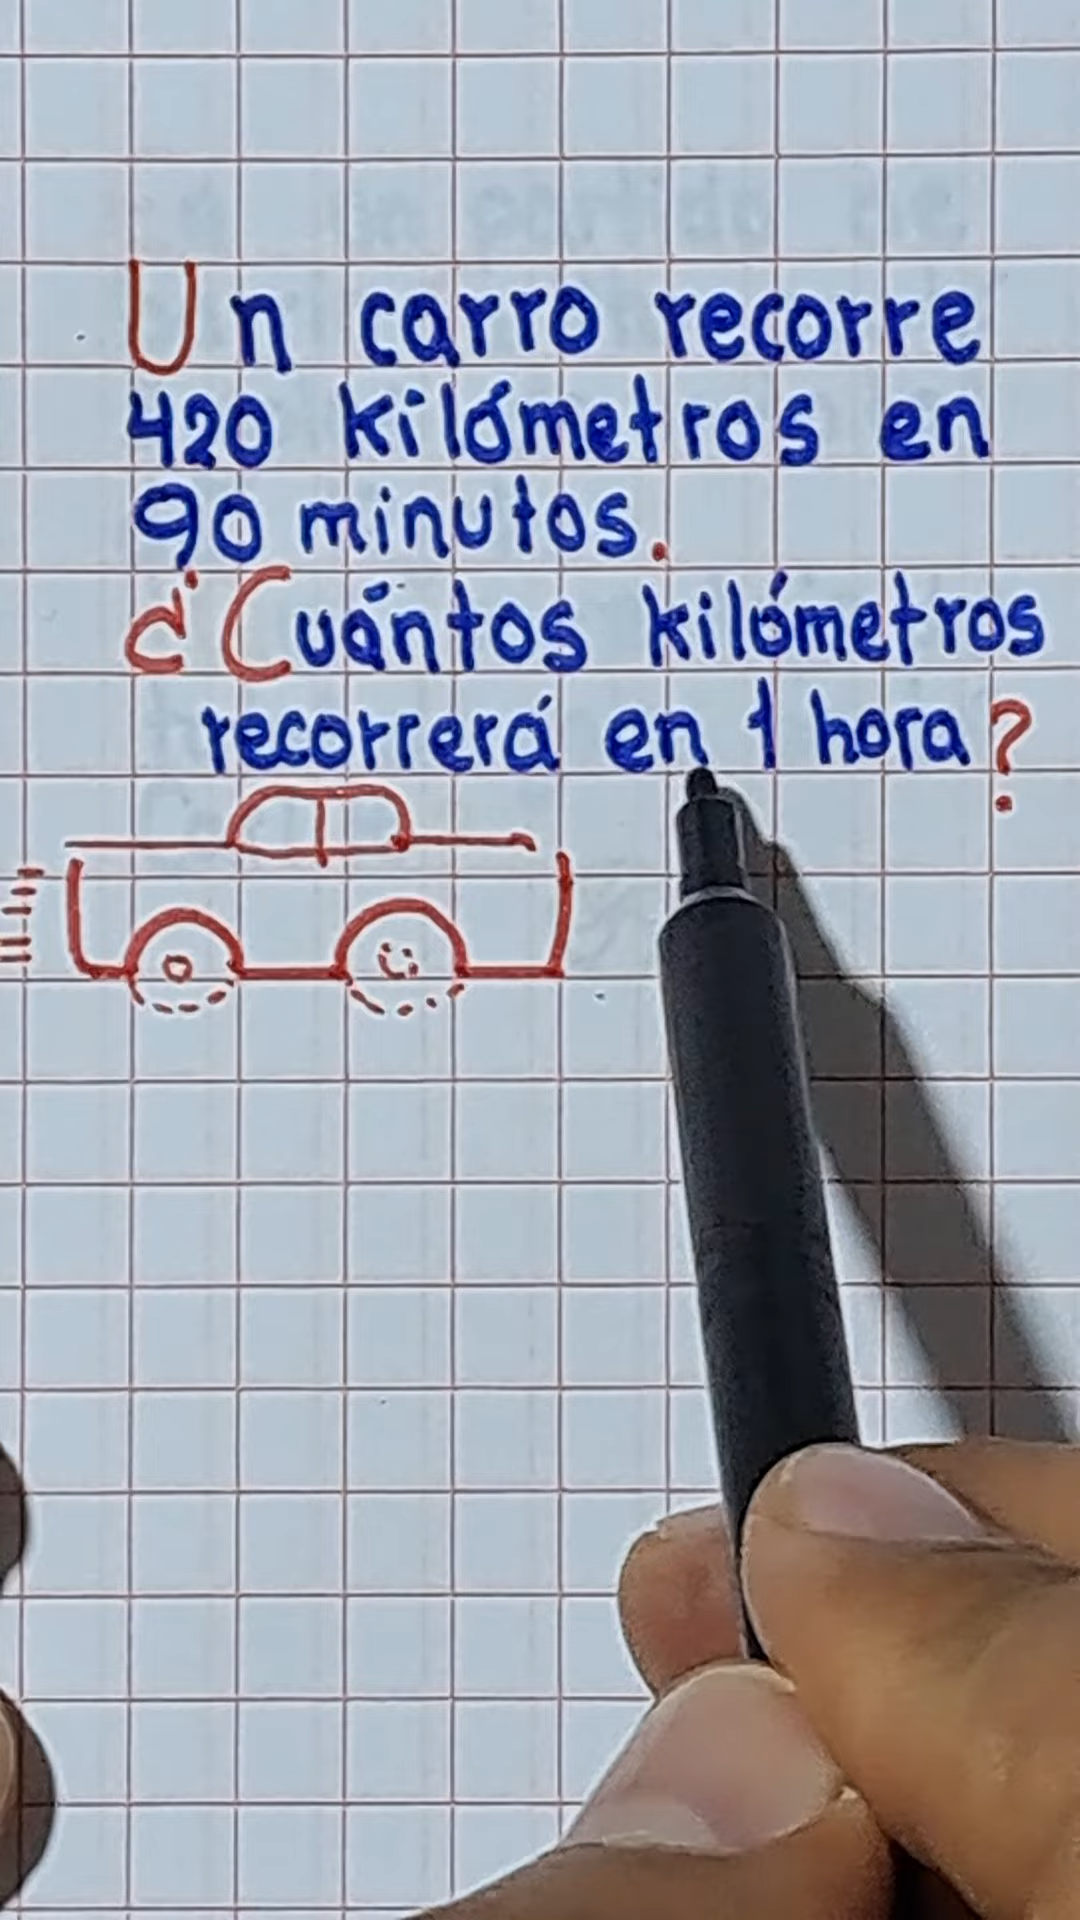 Un carro recorre
420 kilómetros en
90 minutos.
¿Cuántos kilómetros
recorrerá en 1 hora?